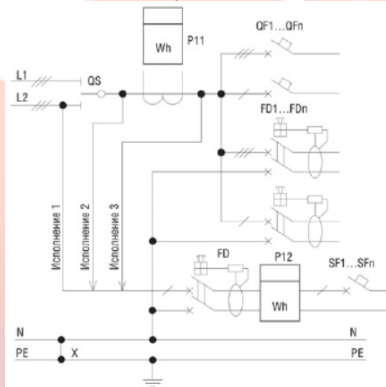 QF1...QFn
P11
Wh
L1
QS
L2
FD1...FDn
Исполнение 1
Исполнение 2
Исполнение 3
FD
P12
SF1...SFn
Wh
N
N
PE
X
PE